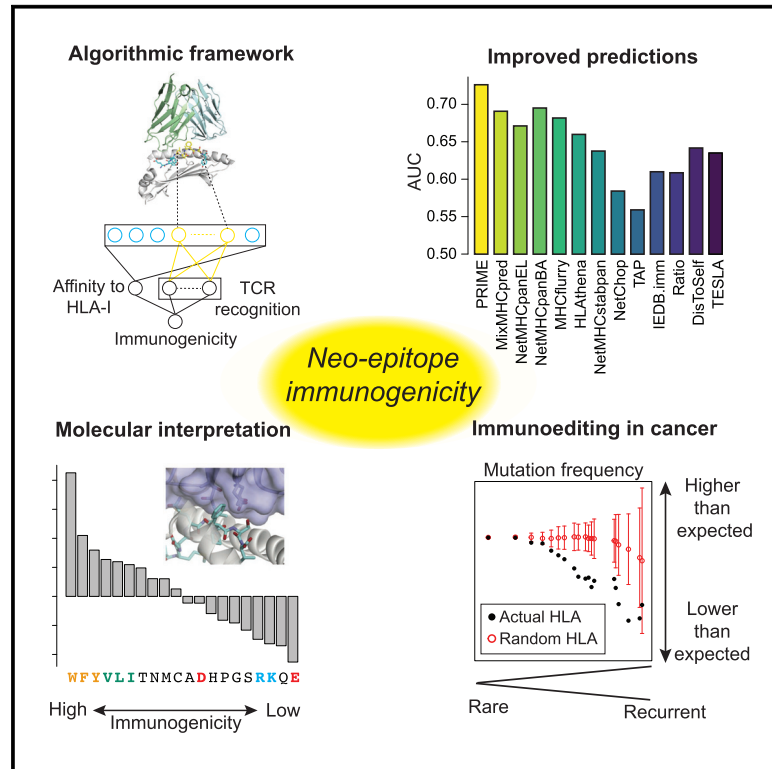 Algorithmic framework
Affinity to
HLA-I
TCR
recognition
Immunogenicity
Improved predictions
AUC
0.70
0.65
0.60
0.55
0.50
PRIME
MixMHCpred
NetMHCpanEL
NetMHCpanBA
MHCflurry
HLAthena
NetMHCstabpan
NetChop
TAP
IEDB.imm
Ratio
DisToSelf
TESLA
Neo-epitope
immunogenicity
Molecular interpretation
WFYVLITNMCADHPGSRKQE
High
Immunogenicity
Low
Immunoediting in cancer
Mutation frequency
Higher
than
expected
Actual HLA
Random HLA
Lower
than
expected
Rare
Recurrent